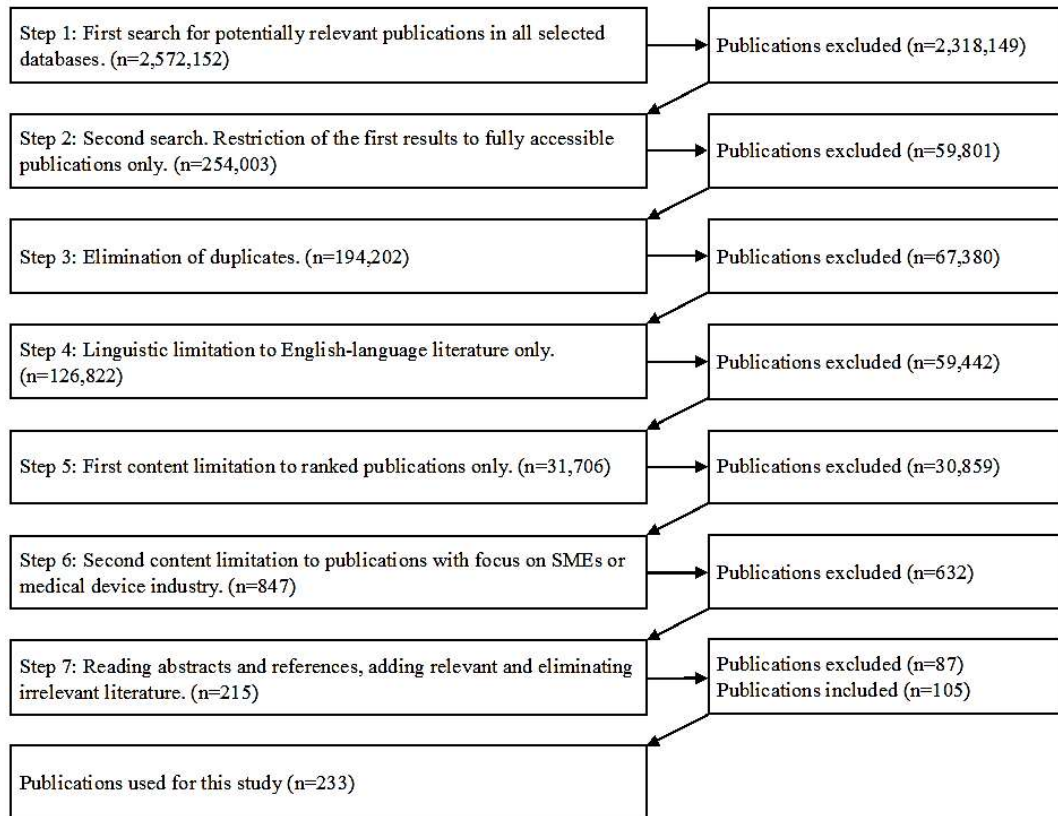 Step 1: First search for potentially relevant publications in all selected
databases. (n=2,572,152)
Publications excluded (n=2,318,149)
Step 2: Second search. Restriction of the first results to fully accessible
publications only. (n=254,003)
Publications excluded (n=59,801)
Step 3: Elimination of duplicates. (n=194,202)
Publications excluded (n=67,380)
Step 4: Linguistic limitation to English-language literature only.
(n=126,822)
Publications excluded (n=59,442)
Step 5: First content limitation to ranked publications only. (n=31,706)
Publications excluded (n=30,859)
Step 6: Second content limitation to publications with focus on SMEs or
medical device industry. (n=847)
Publications excluded (n=632)
Step 7: Reading abstracts and references, adding relevant and eliminating
irrelevant literature. (n=215)
Publications excluded (n=87)
Publications included (n=105)
Publications used for this study (n=233)